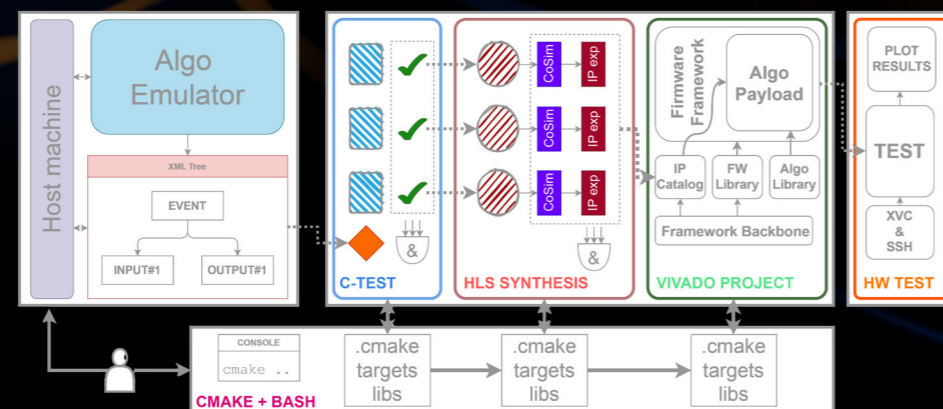 Host machine
Algo
Emulator
XML Tree
EVENT
INPUT#1
OUTPUT#1
&
C-TEST
CoSim
IP exp
CoSim
IP exp
CoSim
IP exp
&
HLS SYNTHESIS
Firmware
Framework
Algo
Payload
IP
Catalog
FW
Library
Algo
Library
Framework Backbone
VIVADO PROJECT
PLOT
RESULTS
TEST
XVC
&
SSH
HW TEST
CONSOLE
cmake ..
CMAKE + BASH
.cmake
targets
libs
.cmake
targets
libs
.cmake
targets
libs